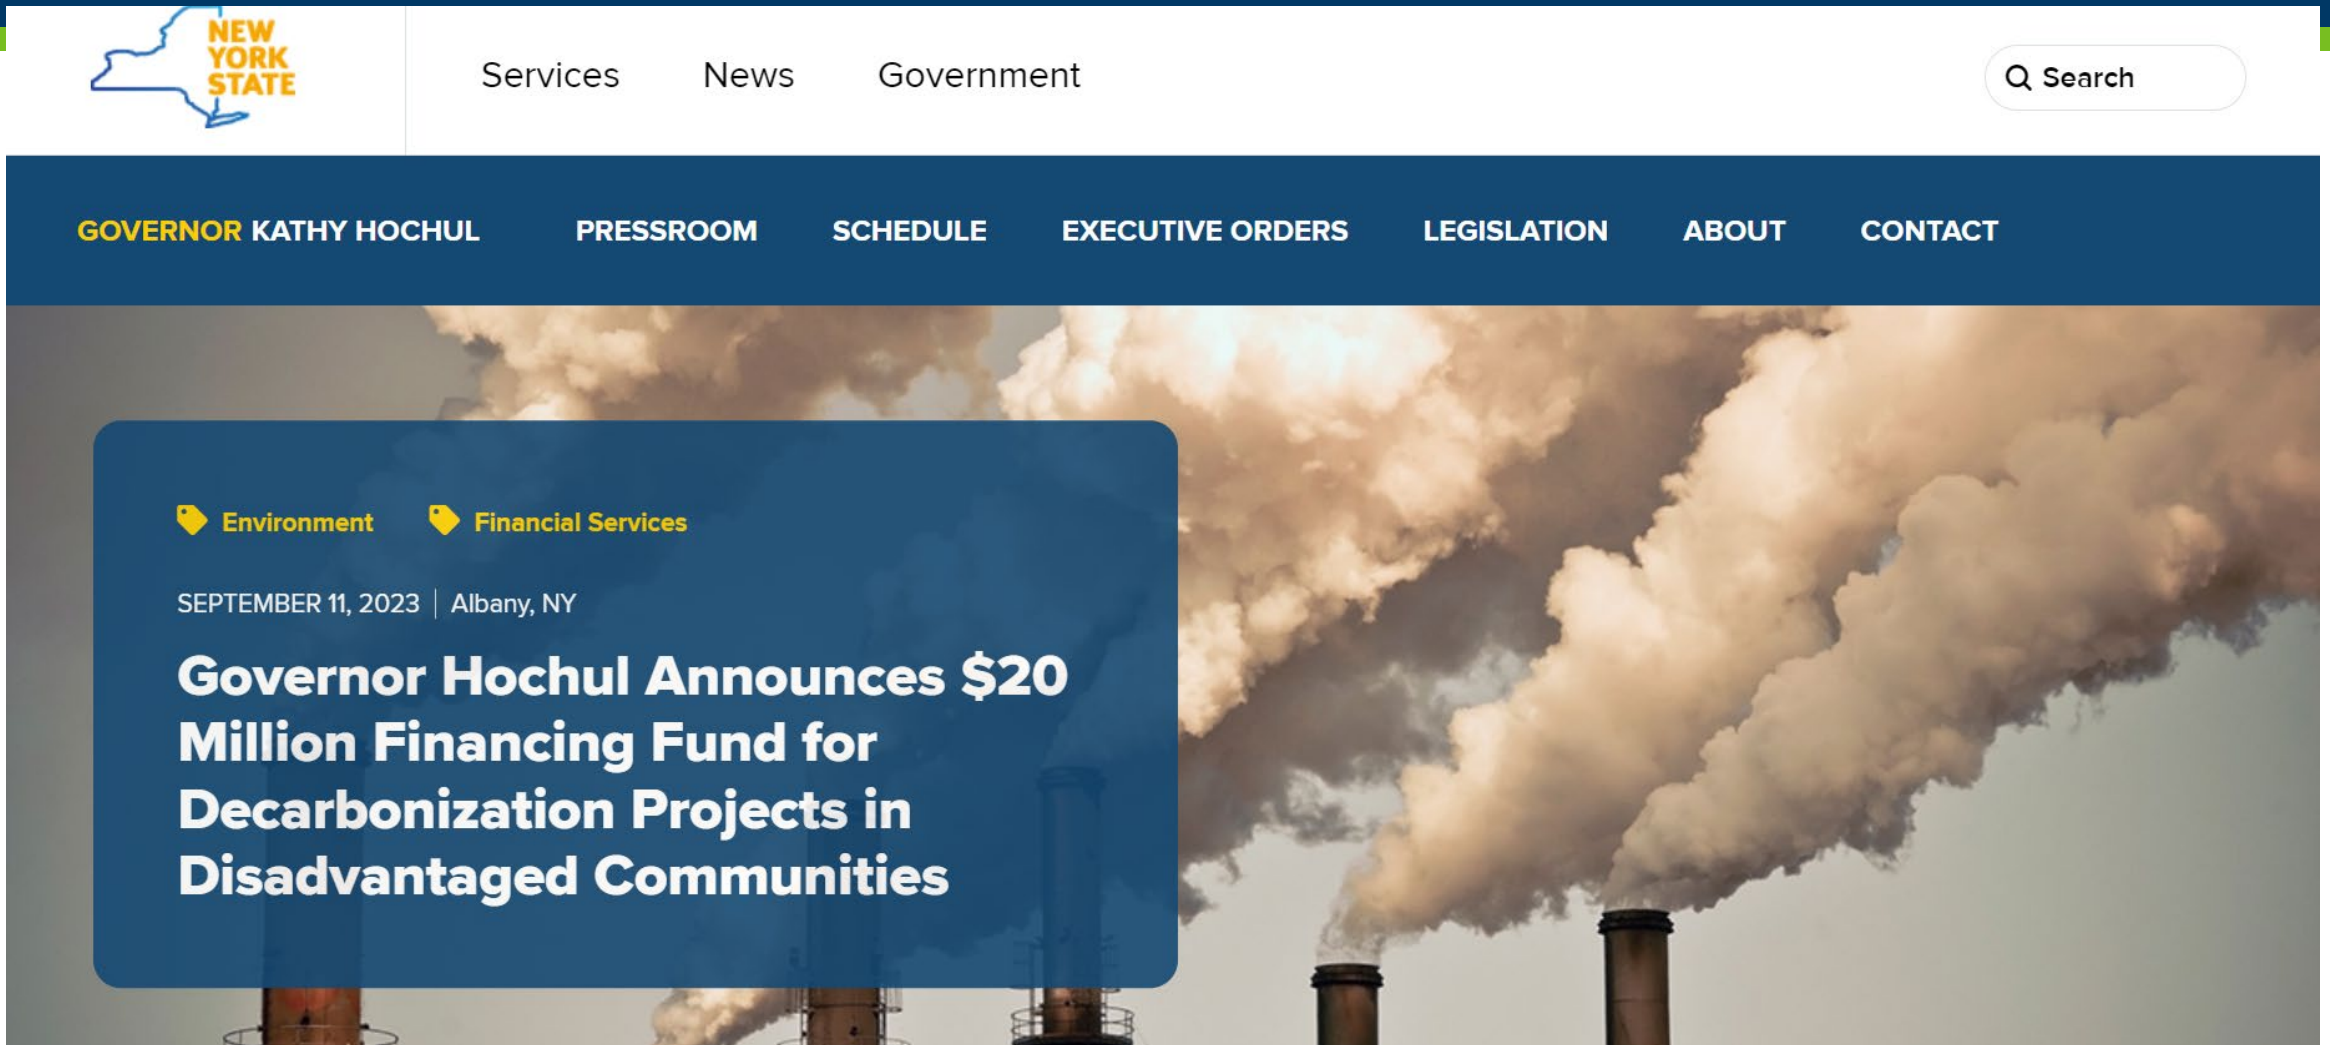 NEW
YORK
STATE
Services News Government
Search
GOVERNOR KATHY HOCHUL PRESSROOM SCHEDULE EXECUTIVE ORDERS LEGISLATION ABOUT CONTACT
Environment Financial Services
SEPTEMBER 11, 2023 | Albany, NY
Governor Hochul Announces $20
Million Financing Fund for
Decarbonization Projects in
Disadvantaged Communities